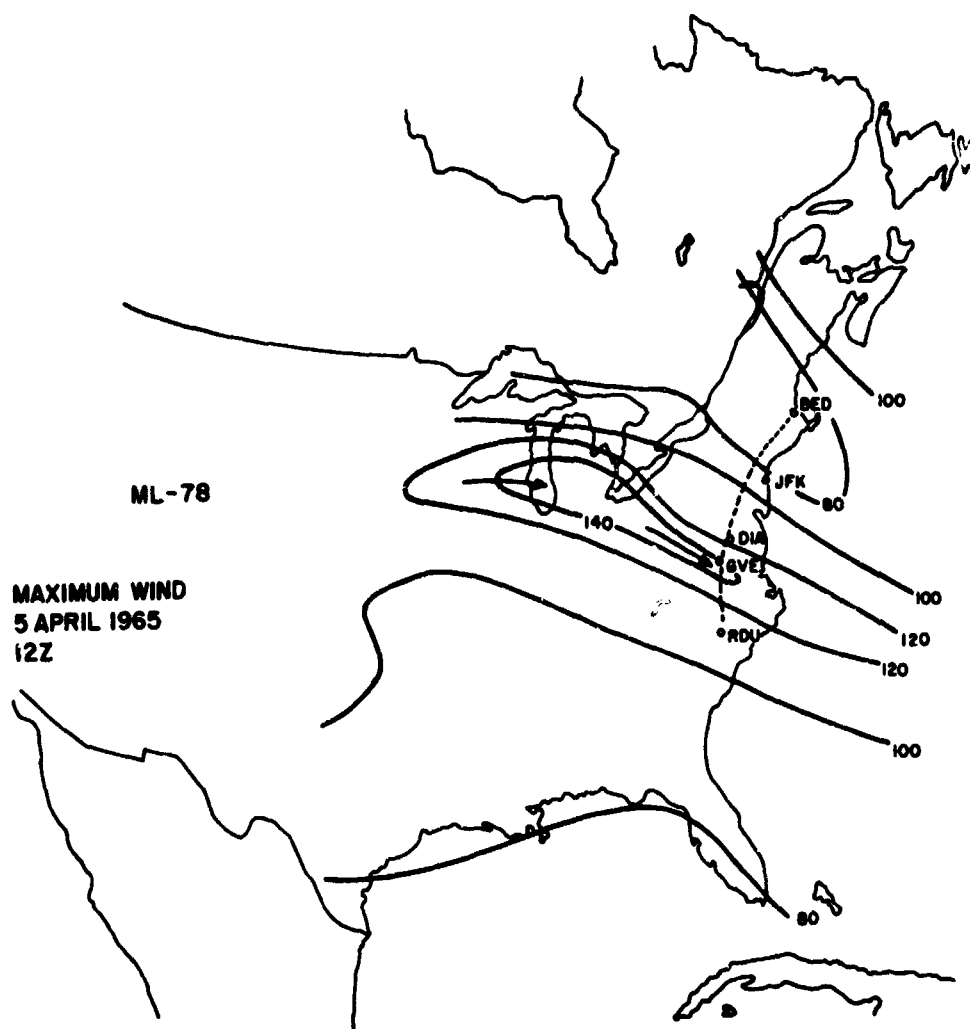 100
BED
JFK
80
ML-78
140
DIA
GVE
MAXIMUM WIND
5 APRIL 1965
12Z
100
120
RDU
120
100
80